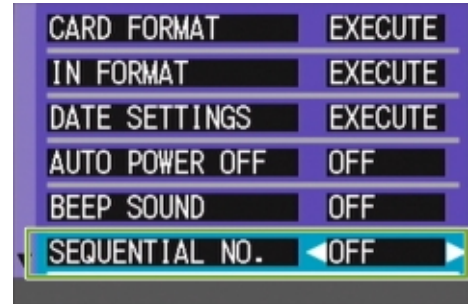 CARD FORMAT EXECUTE
IN FORMAT EXECUTE
DATE SETTINGS EXECUTE
AUTO POWER OFF OFF
BEEP SOUND OFF
SEQUENTIAL NO. OFF